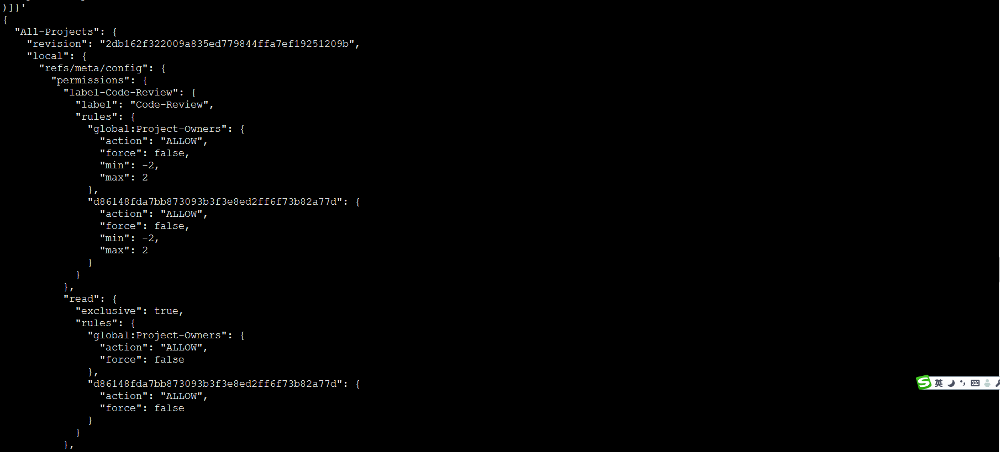 )]}'
{
  "All-Projects": {
    "revision": "2db162f322009a835ed779844ffa7ef19251209b",
    "local": {
      "refs/meta/config": {
        "permissions": {
          "label-Code-Review": {
            "label": "Code-Review",
            "rules": {
              "global:Project-Owners": {
                "action": "ALLOW",
                "force": false,
                "min": -2,
                "max": 2
              },
              "d86148fda7bb873093b3f3e8ed2ff6f73b82a77d": {
                "action": "ALLOW",
                "force": false,
                "min": -2,
                "max": 2
              }
            }
          },
          "read": {
            "exclusive": true,
            "rules": {
              "global:Project-Owners": {
                "action": "ALLOW",
                "force": false
              },
              "d86148fda7bb873093b3f3e8ed2ff6f73b82a77d": {
                "action": "ALLOW",
                "force": false
              }
            }
          },
S 英